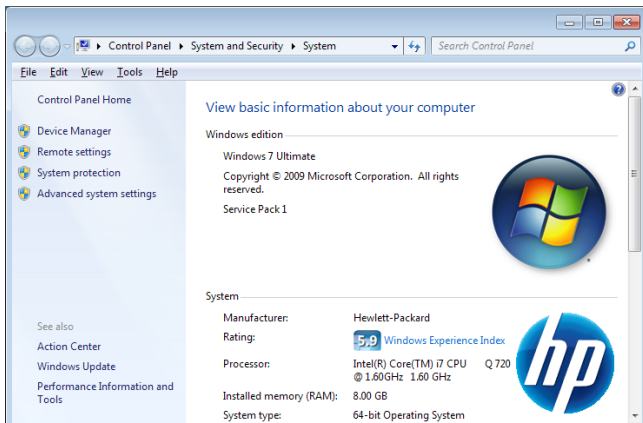 Control Panel ▸ System and Security ▸ System
Search Control Panel
File Edit View Tools Help
Control Panel Home
Device Manager
Remote settings
System protection
Advanced system settings
See also
Action Center
Windows Update
Performance Information and
Tools
View basic information about your computer
Windows edition
Windows 7 Ultimate
Copyright © 2009 Microsoft Corporation. All rights
reserved.
Service Pack 1
System
Manufacturer: Hewlett-Packard
Rating: 5.9 Windows Experience Index
Processor: Intel(R) Core(TM) i7 CPU Q 720
@ 1.60GHz 1.60 GHz
Installed memory (RAM): 8.00 GB
System type: 64-bit Operating System
hp